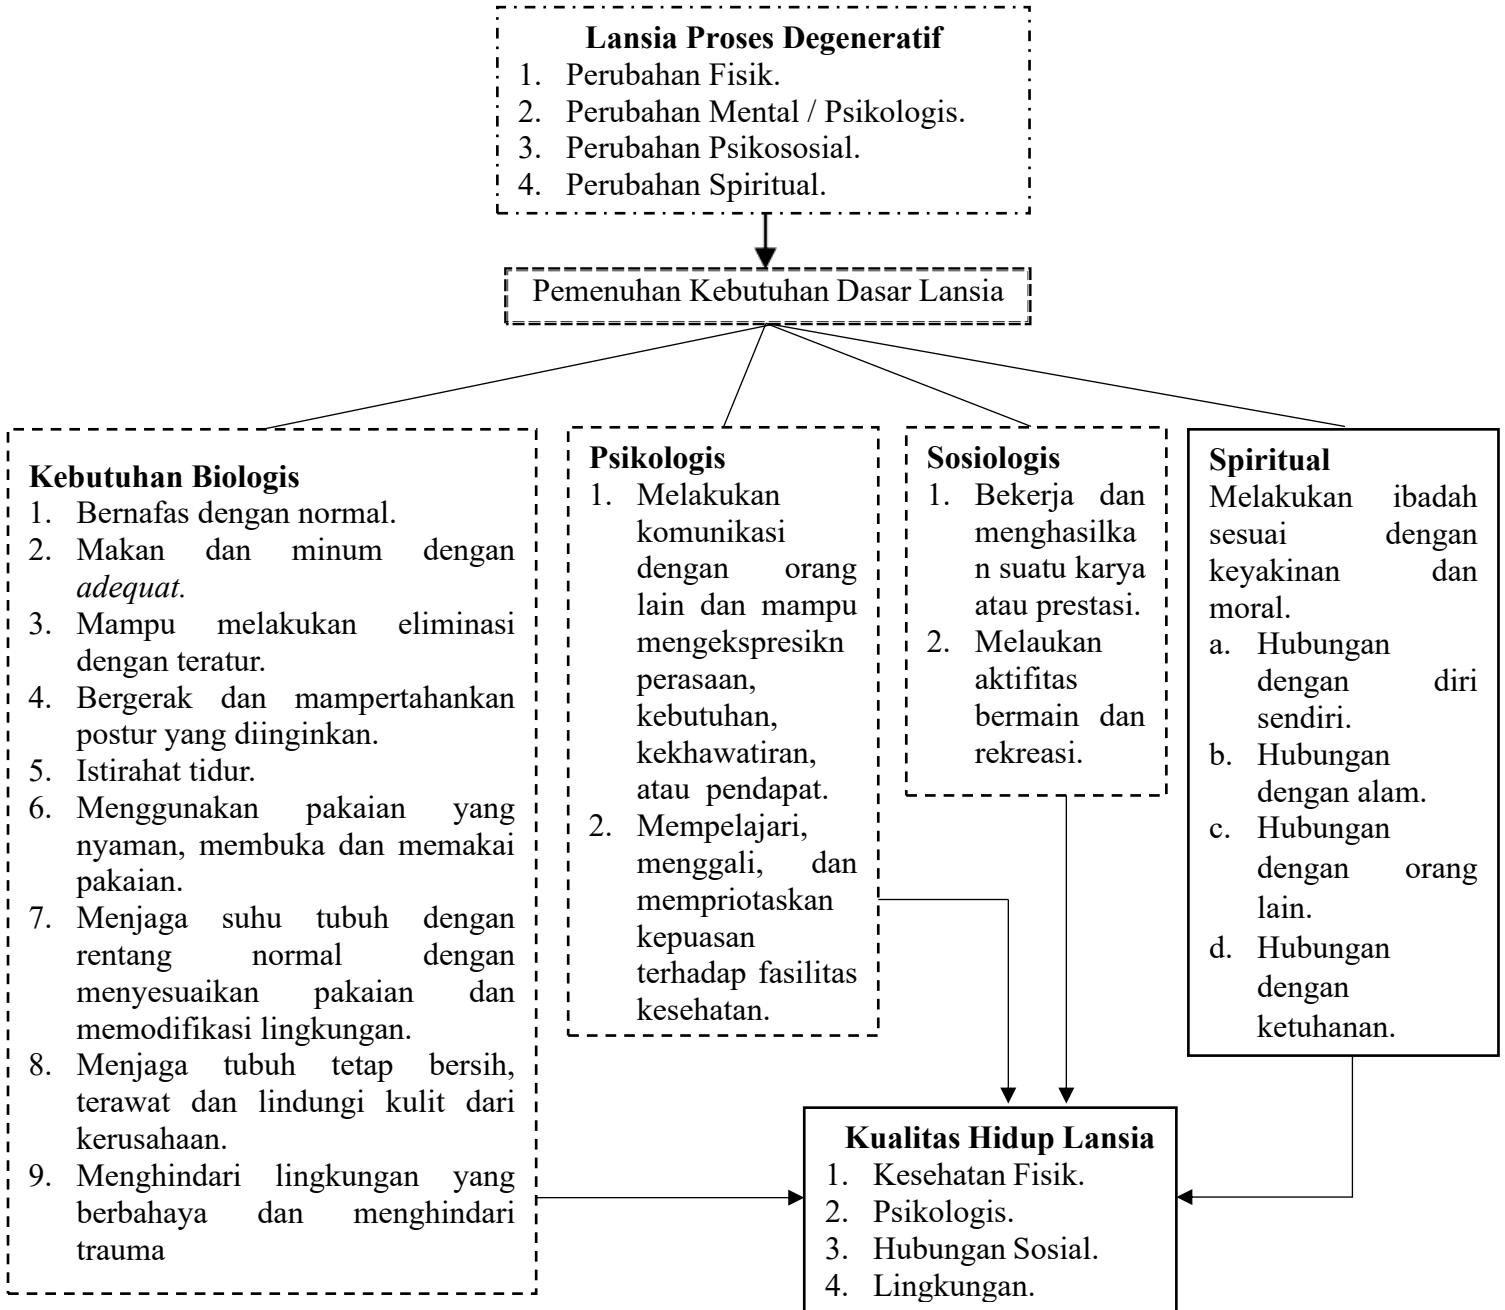 Lansia Proses Degeneratif
1. Perubahan Fisik.
2. Perubahan Mental / Psikologis.
3. Perubahan Psikososial.
4. Perubahan Spiritual.
Pemenuhan Kebutuhan Dasar Lansia
Kebutuhan Biologis
1. Bernafas dengan normal.
2. Makan dan minum dengan
adequat.
3. Mampu melakukan eliminasi
dengan teratur.
4. Bergerak dan mampertahankan
postur yang diinginkan.
5. Istirahat tidur.
6. Menggunakan pakaian yang
nyaman, membuka dan memakai
pakaian.
7. Menjaga suhu tubuh dengan
rentang normal dengan
menyesuaikan pakaian dan
memodifikasi lingkungan.
8. Menjaga tubuh tetap bersih,
terawat dan lindungi kulit dari
kerusahaan.
9. Menghindari lingkungan yang
berbahaya dan menghindari
trauma
Psikologis
1. Melakukan
komunikasi
dengan orang
lain dan mampu
mengekspresikn
perasaan,
kebutuhan,
kekhawatiran,
atau pendapat.
2. Mempelajari,
menggali, dan
mempriotaskan
kepuasan
terhadap fasilitas
kesehatan.
Sosiologis
1. Bekerja dan
menghasilka
n suatu karya
atau prestasi.
2. Melaukan
aktifitas
bermain dan
rekreasi.
Spiritual
Melakukan ibadah
sesuai dengan
keyakinan dan
moral.
a. Hubungan
dengan diri
sendiri.
b. Hubungan
dengan alam.
c. Hubungan
dengan orang
lain.
d. Hubungan
dengan
ketuhanan.
Kualitas Hidup Lansia
1. Kesehatan Fisik.
2. Psikologis.
3. Hubungan Sosial.
4. Lingkungan.